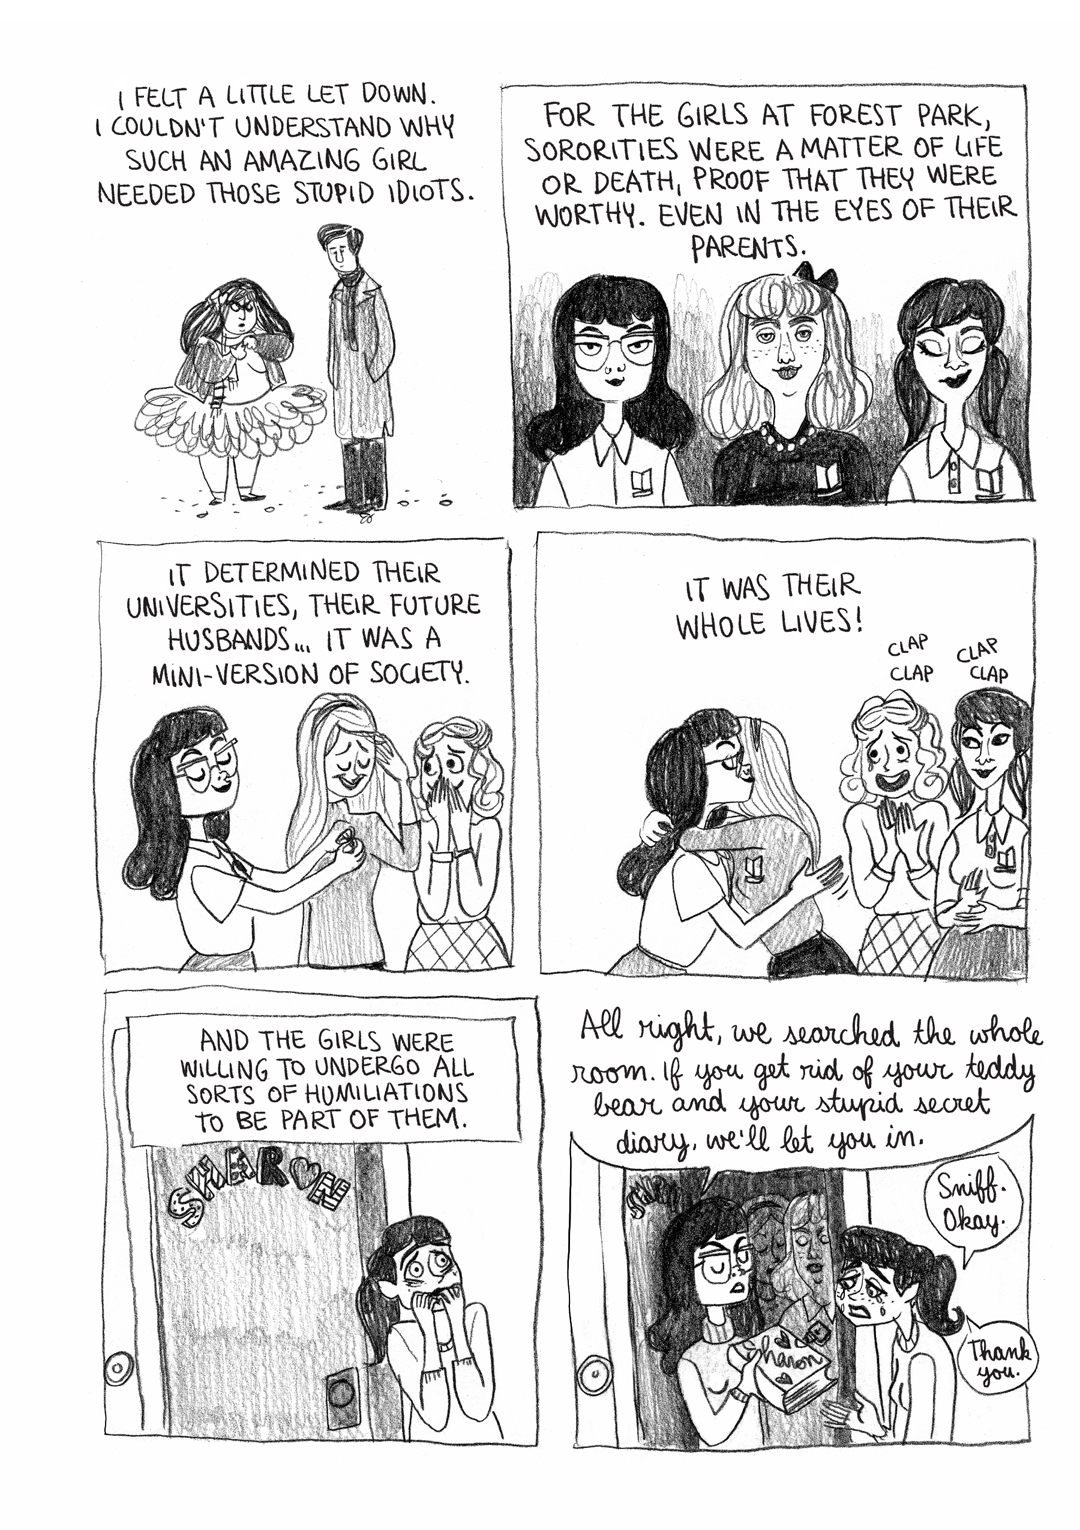 I FELT A LITTLE LET DOWN.
I COULDN'T UNDERSTAND WHY
SUCH AN AMAZING GIRL
NEEDED THOSE STUPID IDIOTS.
FOR THE GIRLS AT FOREST PARK,
SORORITIES WERE A MATTER OF LIFE
OR DEATH, PROOF THAT THEY WERE
WORTHY. EVEN IN THE EYES OF THEIR
PARENTS.
IT DETERMINED THEIR
UNIVERSITIES, THEIR FUTURE
HUSBANDS... IT WAS A
MINI-VERSION OF SOCIETY.
IT WAS THEIR
WHOLE LIVES!
CLAP
CLAP
CLAP
CLAP
AND THE GIRLS WERE
WILLING TO UNDERGO ALL
SORTS OF HUMILIATIONS
TO BE PART OF THEM.
SHARON
All right, we searched the whole
room. If you get rid of your teddy
bear and your stupid secret
diary, we'll let you in.
Sniff.
Okay.
Sharon
Thank
you.